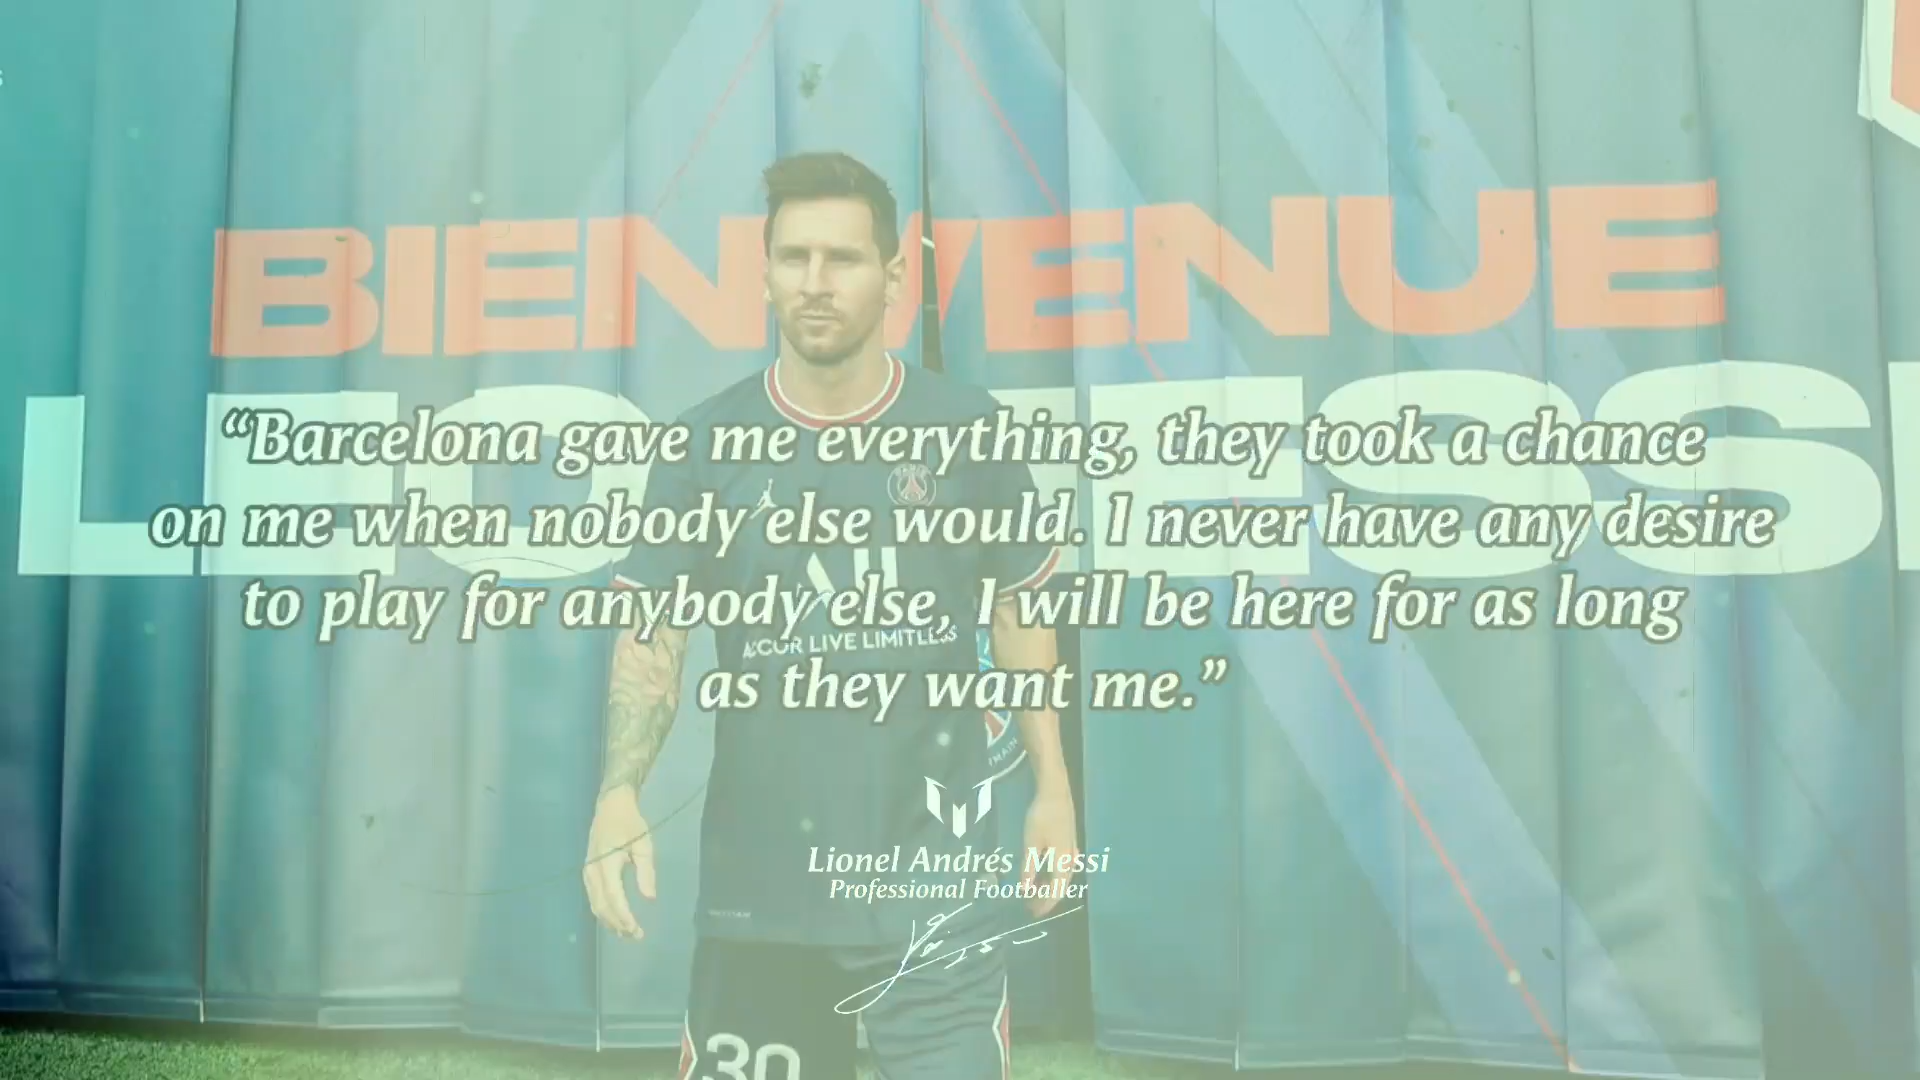 BIENVENUE
LEO MESSI
“Barcelona gave me everything, they took a chance
on me when nobody else would. I never have any desire
to play for anybody else, I will be here for as long
as they want me.”
ACCOR LIVE LIMITLESS
Lionel Andrés Messi
Professional Footballer
30